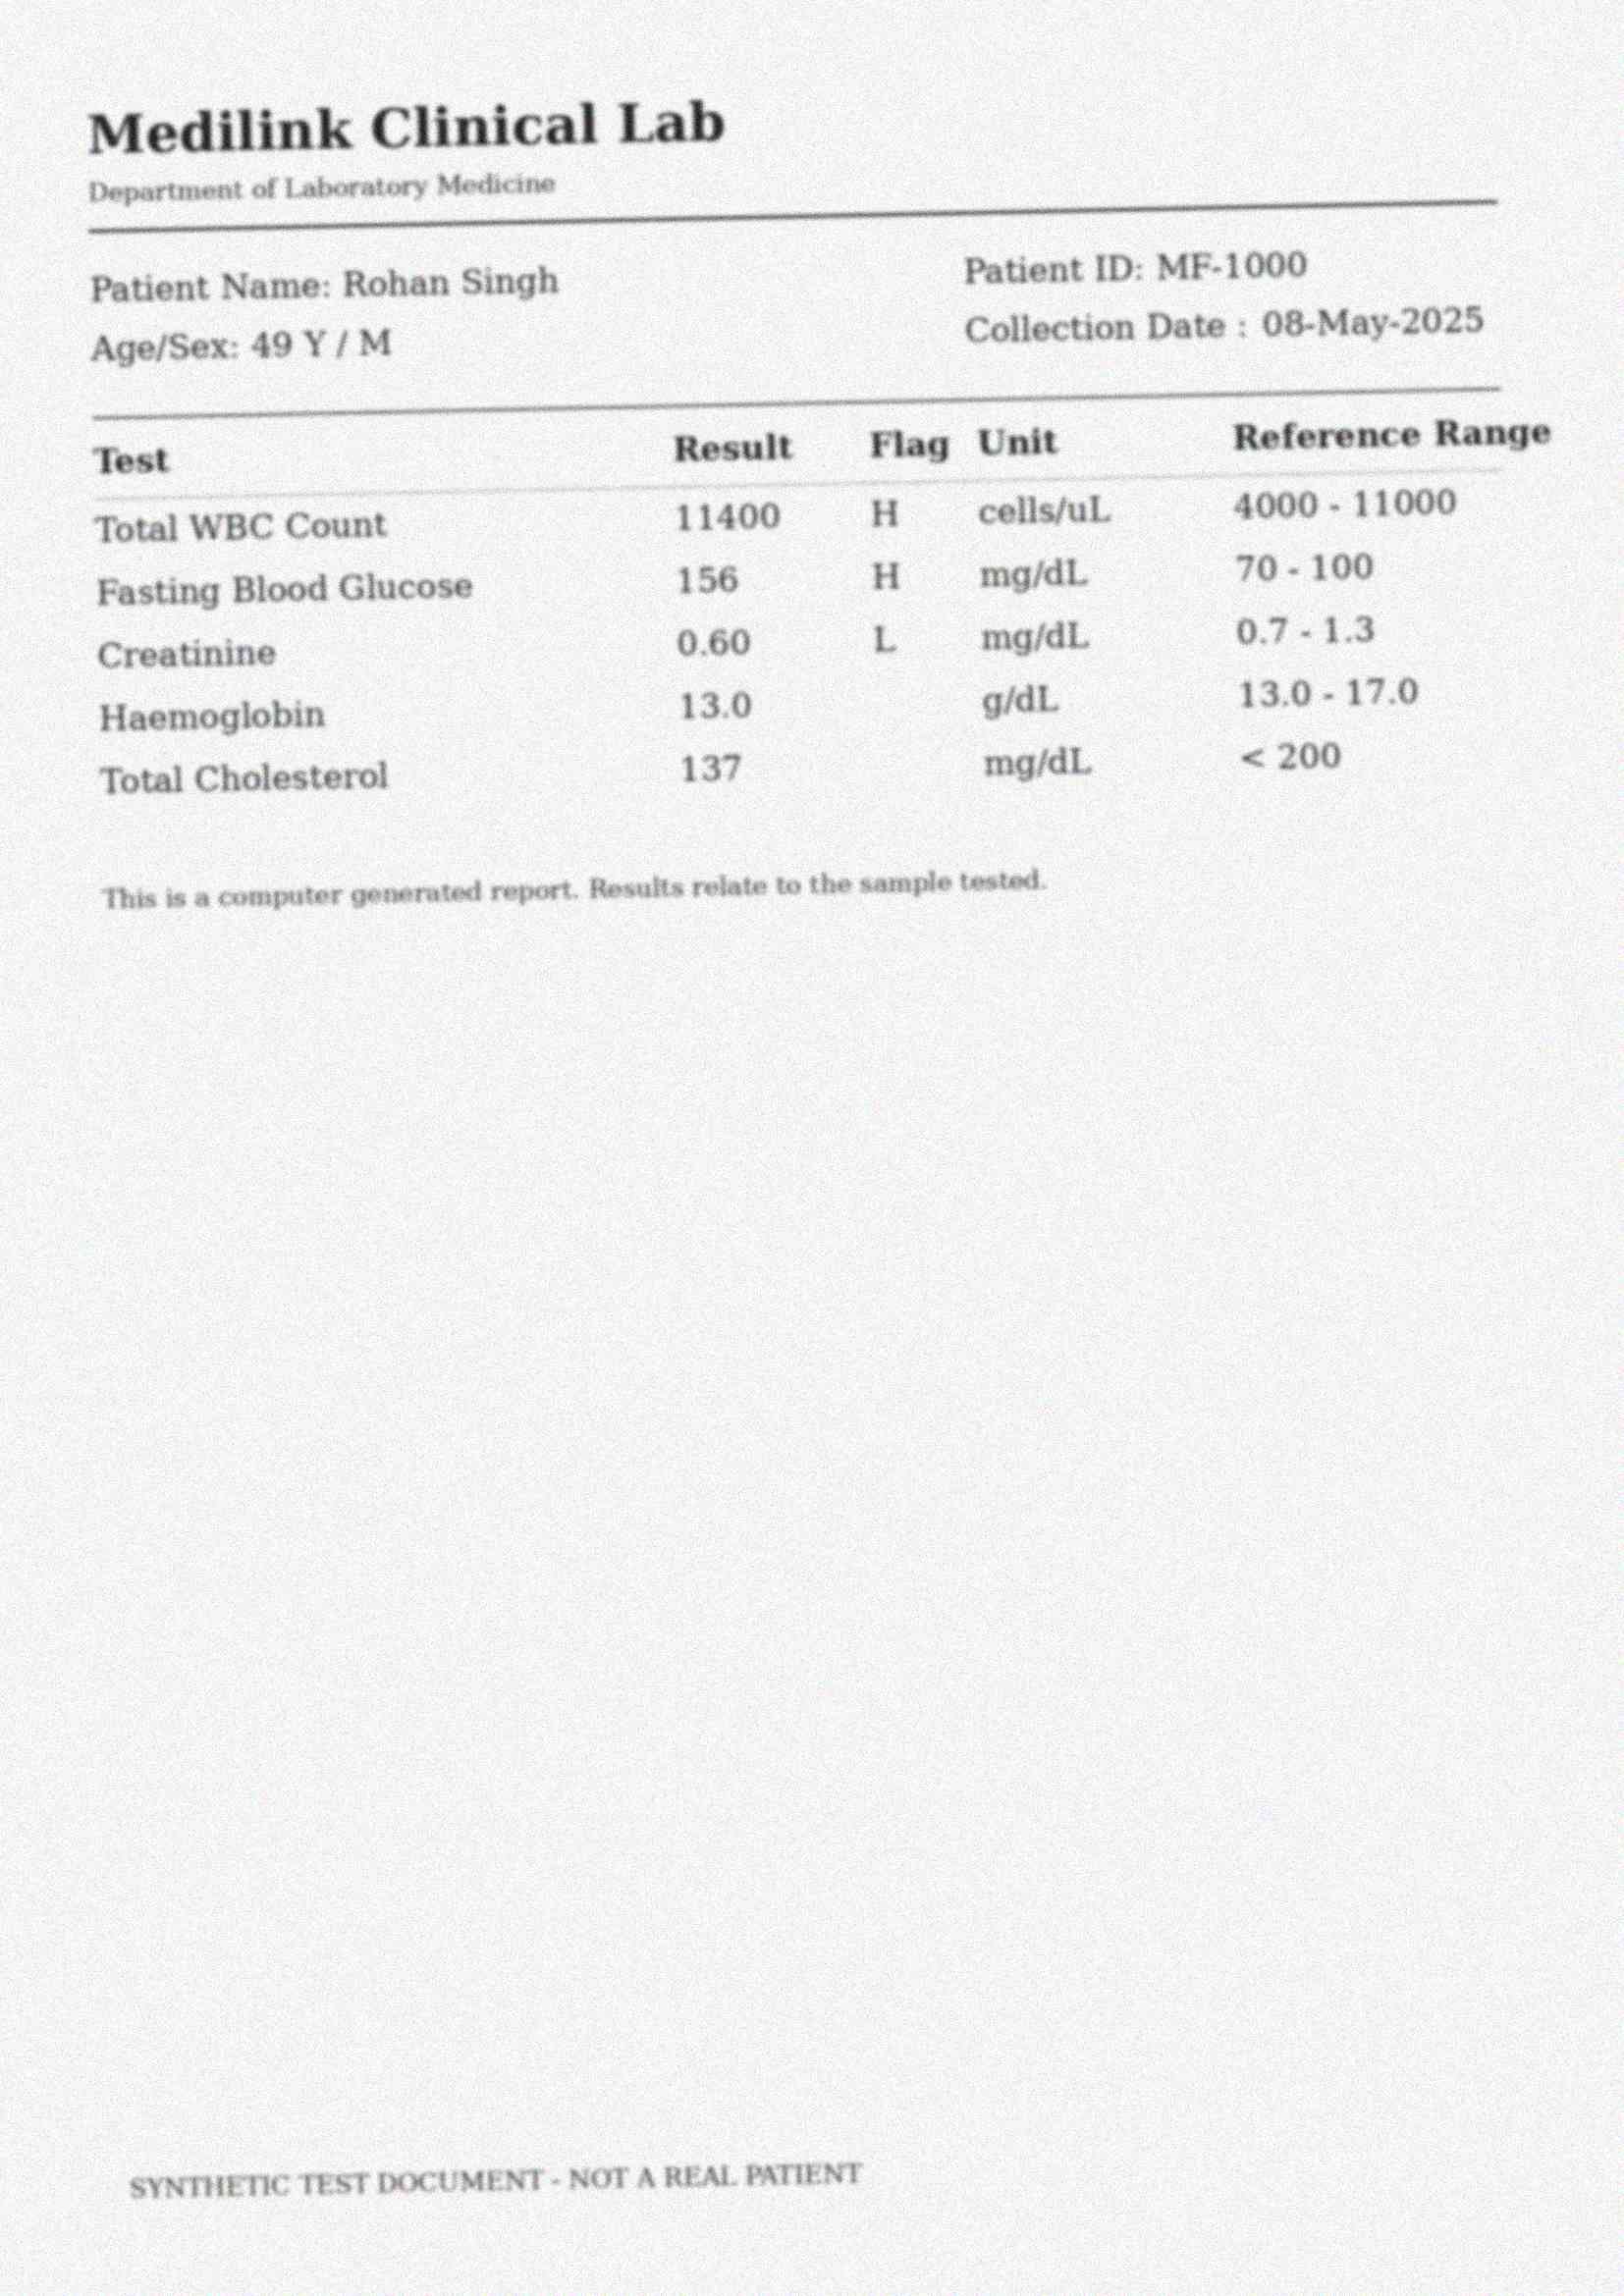 Medilink Clinical Lab
Department of Laboratory Medicine
Patient Name: Rohan Singh Patient ID: MF-1000
Age/Sex: 49 Y / M Collection Date : 08-May-2025
Test Result Flag Unit Reference Range
Total WBC Count 11400 H cells/uL 4000 - 11000
Fasting Blood Glucose 156 H mg/dL 70 - 100
Creatinine 0.60 L mg/dL 0.7 - 1.3
Haemoglobin 13.0 g/dL 13.0 - 17.0
Total Cholesterol 137 mg/dL < 200
This is a computer generated report. Results relate to the sample tested.
SYNTHETIC TEST DOCUMENT - NOT A REAL PATIENT